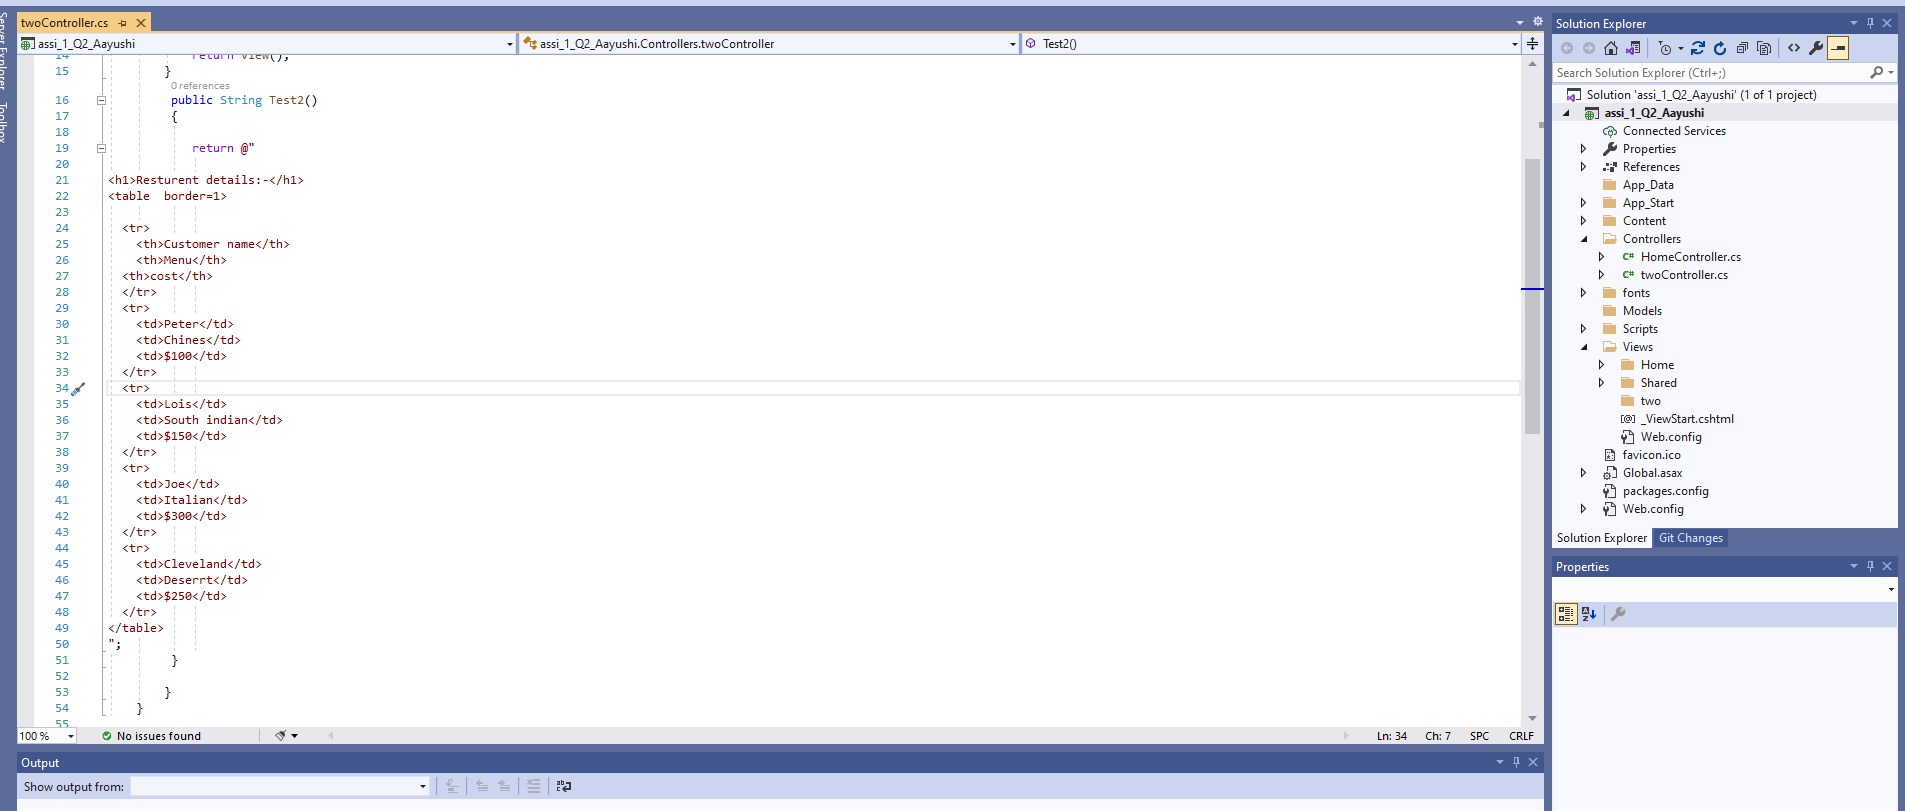 Server Explorer
Toolbox
twoController.cs
assi_1_Q2_Aayushi
assi_1_Q2_Aayushi.Controllers.twoController
Test2()
14 return View();
15 }
0 references
16 public String Test2()
17 {
18
19 return @"
20
21 <h1>Resturent details:-</h1>
22 <table  border=1>
23
24 <tr>
25 <th>Customer name</th>
26 <th>Menu</th>
27 <th>cost</th>
28 </tr>
29 <tr>
30 <td>Peter</td>
31 <td>Chines</td>
32 <td>$100</td>
33 </tr>
34 <tr>
35 <td>Lois</td>
36 <td>South indian</td>
37 <td>$150</td>
38 </tr>
39 <tr>
40 <td>Joe</td>
41 <td>Italian</td>
42 <td>$300</td>
43 </tr>
44 <tr>
45 <td>Cleveland</td>
46 <td>Deserrt</td>
47 <td>$250</td>
48 </tr>
49 </table>
50 ";
51 }
52
53 }
54 }
55
100 %
No issues found
Ln: 34 Ch: 7 SPC CRLF
Output
Show output from:
Solution Explorer
Search Solution Explorer (Ctrl+;)
Solution 'assi_1_Q2_Aayushi' (1 of 1 project)
assi_1_Q2_Aayushi
Connected Services
Properties
References
App_Data
App_Start
Content
Controllers
C# HomeController.cs
C# twoController.cs
fonts
Models
Scripts
Views
Home
Shared
two
[@] _ViewStart.cshtml
Web.config
favicon.ico
Global.asax
packages.config
Web.config
Solution Explorer Git Changes
Properties